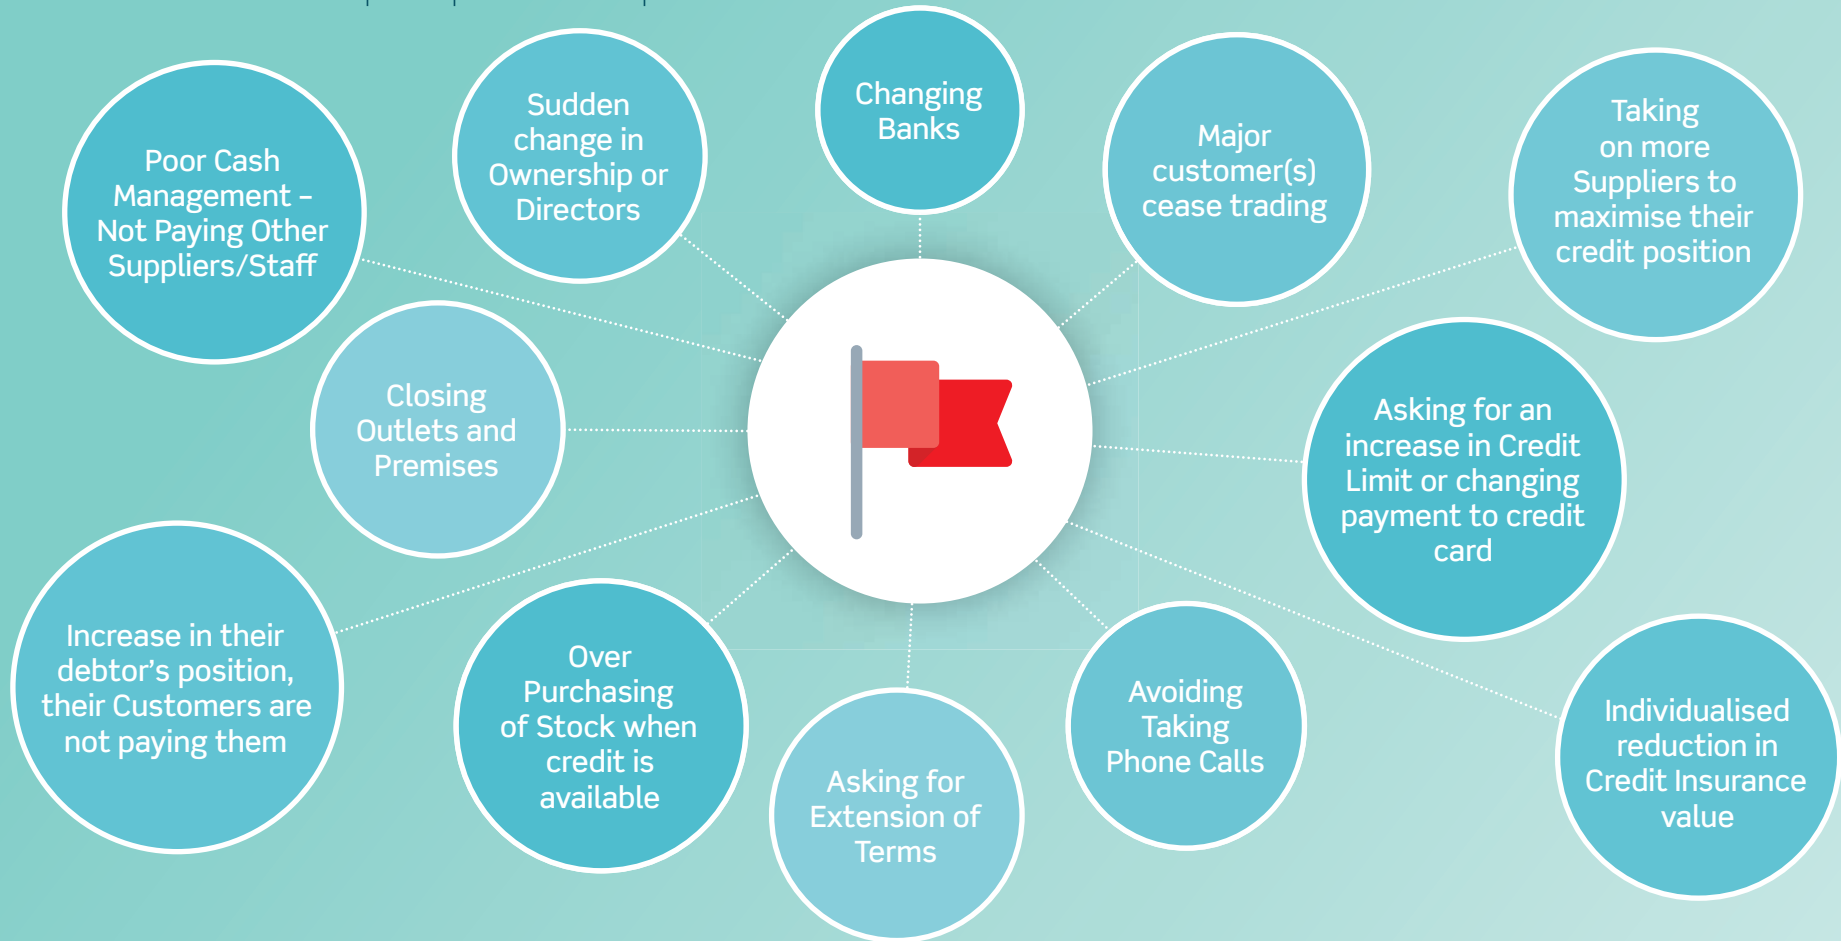 Poor Cash
Management –
Not Paying Other
Suppliers/Staff
Sudden
change in
Ownership or
Directors
Changing
Banks
Major
customer(s)
cease trading
Taking
on more
Suppliers to
maximise their
credit position
Closing
Outlets and
Premises
Asking for an
increase in Credit
Limit or changing
payment to credit
card
Increase in their
debtor's position,
their Customers are
not paying them
Over
Purchasing
of Stock when
credit is
available
Asking for
Extension of
Terms
Avoiding
Taking
Phone Calls
Individualised
reduction in
Credit Insurance
value